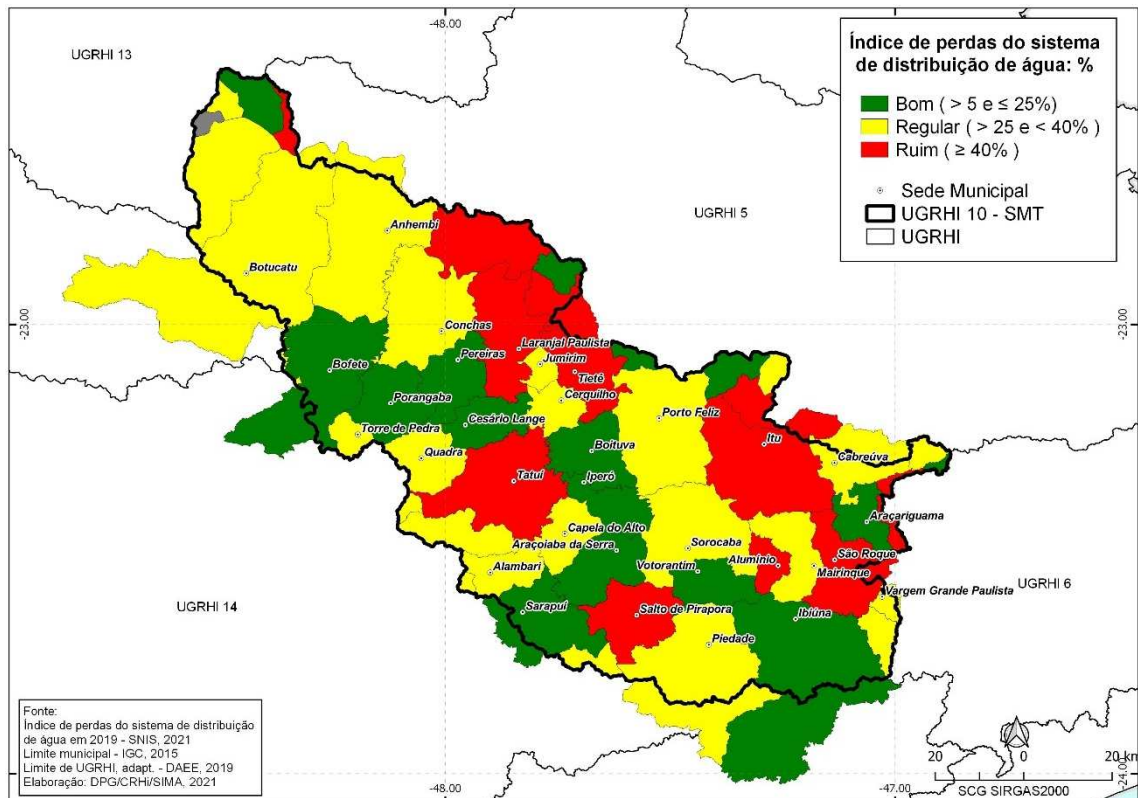 -48.00
UGRHI 13
Índice de perdas do sistema
de distribuição de água: %
Bom ( > 5 e ≤ 25%)
Regular ( > 25 e < 40% )
Ruim ( ≥ 40% )
Sede Municipal
UGRHI 10 - SMT
UGRHI
UGRHI 5
Anhembi
Botucatu
-23.00
-23.00
Conchas
Laranjal Paulista
Pereiras
Jumirim
Bofete
Tietê
Cerquilho
Porangaba
Porto Feliz
Cesário Lange
Torre de Pedra
Itu
Boituva
Quadra
Cabreúva
Tatuí
Iperó
Araçariguama
Capela do Alto
Araçoiaba da Serra
Sorocaba
São Roque
Alumínio
Votorantim
Mairinque
Alambari
UGRHI 6
Vargem Grande Paulista
UGRHI 14
Sarapuí
Salto de Pirapora
Ibiúna
Piedade
Fonte:
Índice de perdas do sistema de distribuição
de água em 2019 - SNIS, 2021
Limite municipal - IGC, 2015
Limite de UGRHI, adapt. - DAEE, 2019
Elaboração: DPG/CRHi/SIMA, 2021
20 0 20 km
SCG SIRGAS2000
-24.00
-48.00
-47.00